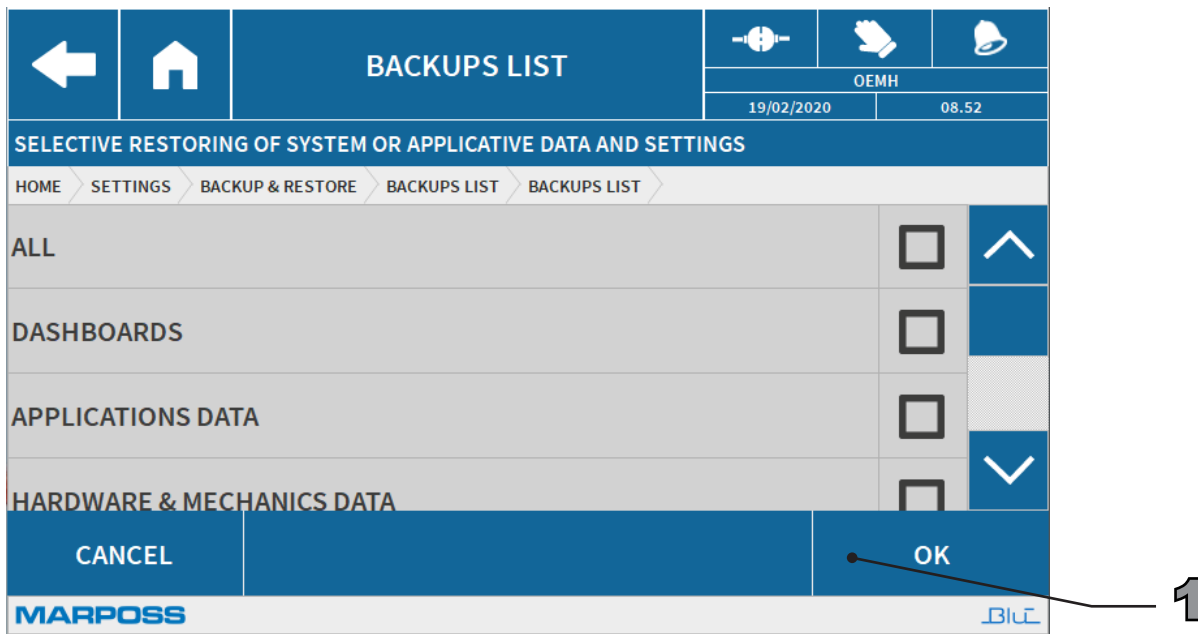 BACKUPS LIST
OEMH
19/02/2020 08.52
SELECTIVE RESTORING OF SYSTEM OR APPLICATIVE DATA AND SETTINGS
HOME SETTINGS BACKUP & RESTORE BACKUPS LIST BACKUPS LIST
ALL
DASHBOARDS
APPLICATIONS DATA
HARDWARE & MECHANICS DATA
CANCEL OK
1
MARPOSS Blú